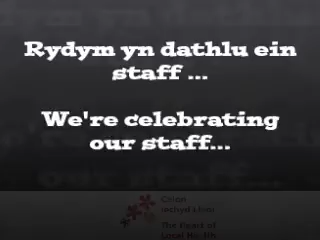 Rydym yn dathlu ein
staff ...
We're celebrating
our staff...